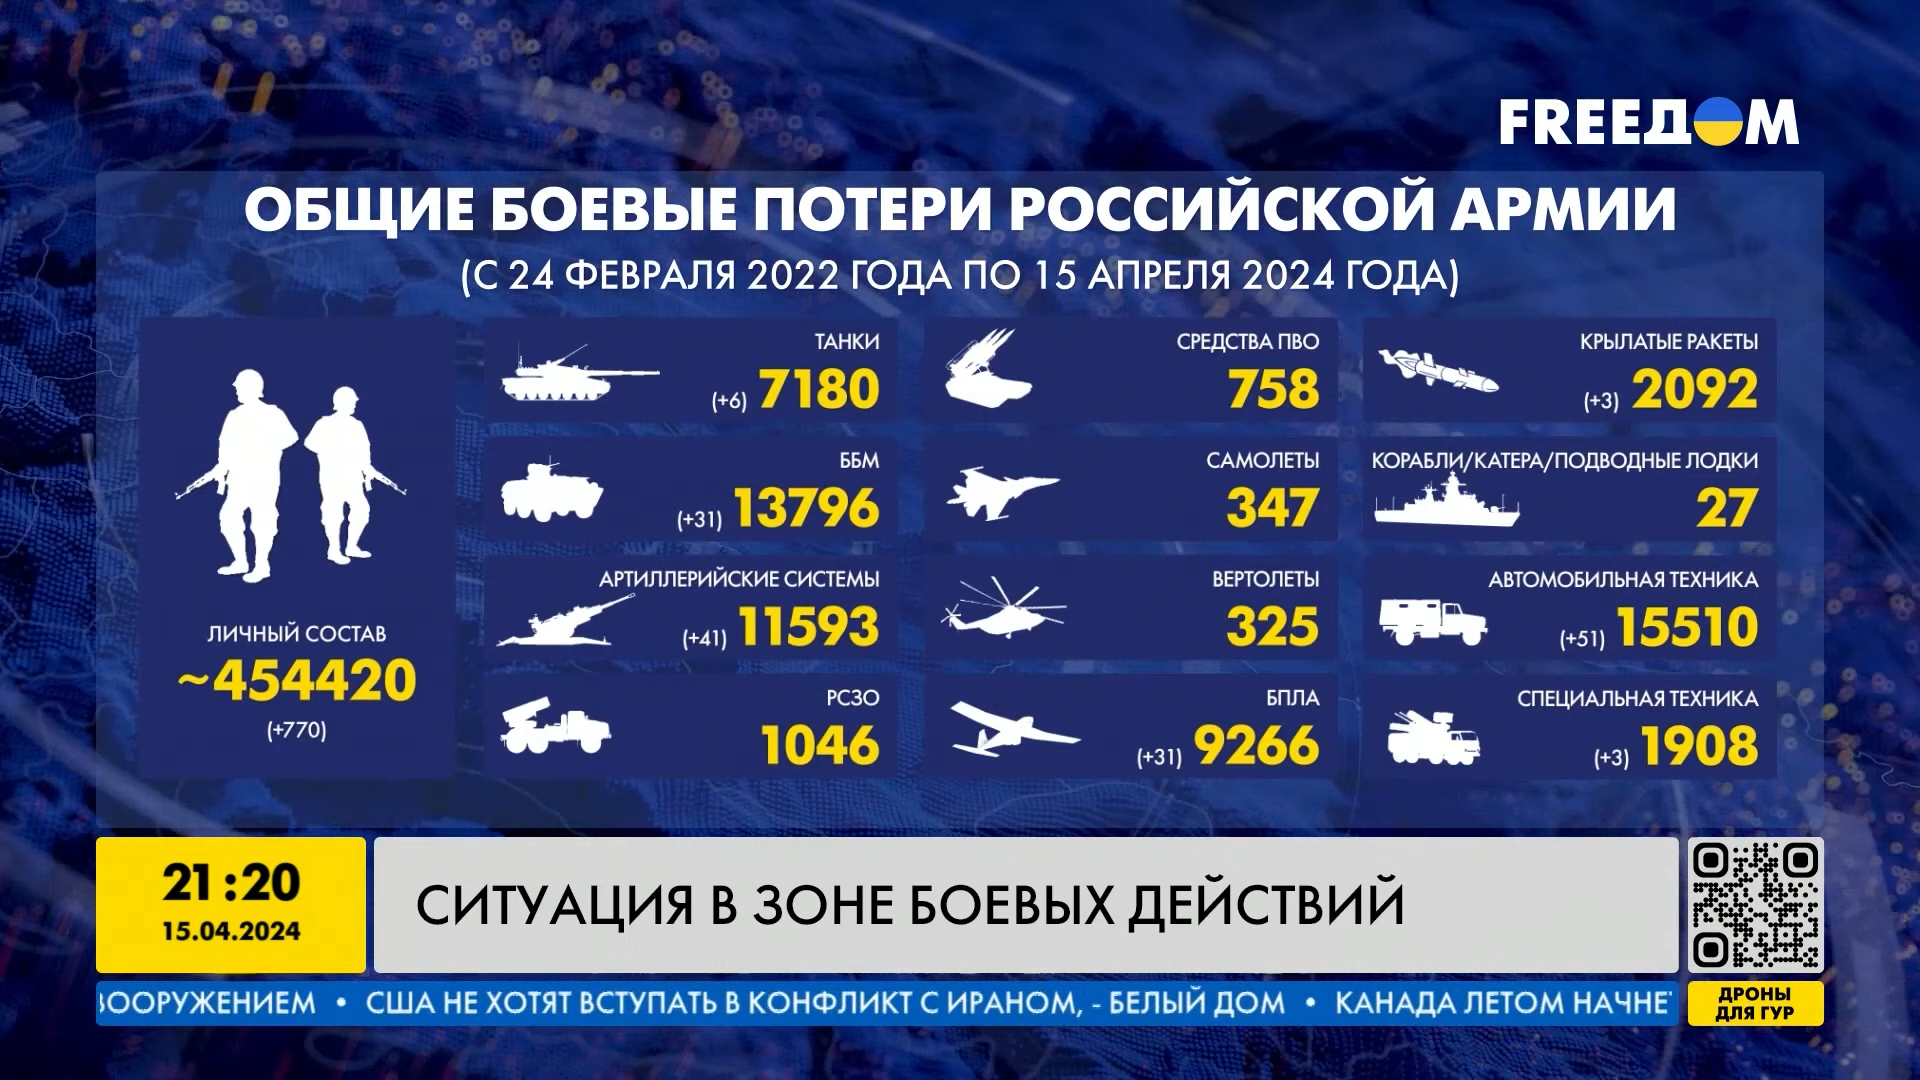 FREEДOM
ОБЩИЕ БОЕВЫЕ ПОТЕРИ РОССИЙСКОЙ АРМИИ
(С 24 ФЕВРАЛЯ 2022 ГОДА ПО 15 АПРЕЛЯ 2024 ГОДА)
ЛИЧНЫЙ СОСТАВ
~454420
(+770)
ТАНКИ
(+6) 7180
ББМ
(+31) 13796
АРТИЛЛЕРИЙСКИЕ СИСТЕМЫ
(+41) 11593
РСЗО
1046
СРЕДСТВА ПВО
758
САМОЛЕТЫ
347
ВЕРТОЛЕТЫ
325
БПЛА
(+31) 9266
КРЫЛАТЫЕ РАКЕТЫ
(+3) 2092
КОРАБЛИ/КАТЕРА/ПОДВОДНЫЕ ЛОДКИ
27
АВТОМОБИЛЬНАЯ ТЕХНИКА
(+51) 15510
СПЕЦИАЛЬНАЯ ТЕХНИКА
(+3) 1908
21:20
15.04.2024
СИТУАЦИЯ В ЗОНЕ БОЕВЫХ ДЕЙСТВИЙ
ВООРУЖЕНИЕМ • США НЕ ХОТЯТ ВСТУПАТЬ В КОНФЛИКТ С ИРАНОМ, - БЕЛЫЙ ДОМ • КАНАДА ЛЕТОМ НАЧНЕ
ДРОНЫ
ДЛЯ ГУР